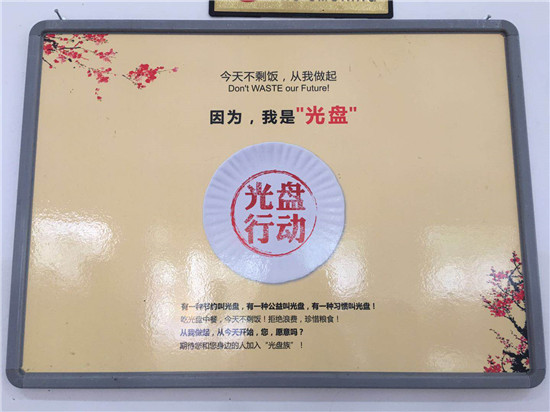 今天不剩饭，从我做起
Don't WASTE our Future!
因为，我是"光盘"
光盘
行动
有一种节约叫光盘，有一种公益叫光盘，有一种习惯叫光盘！
吃光盘中餐，今天不剩饭！拒绝浪费，珍惜粮食！
从我做起，从今天开始，您，愿意吗？
期待您和您身边的人加入“光盘族”！